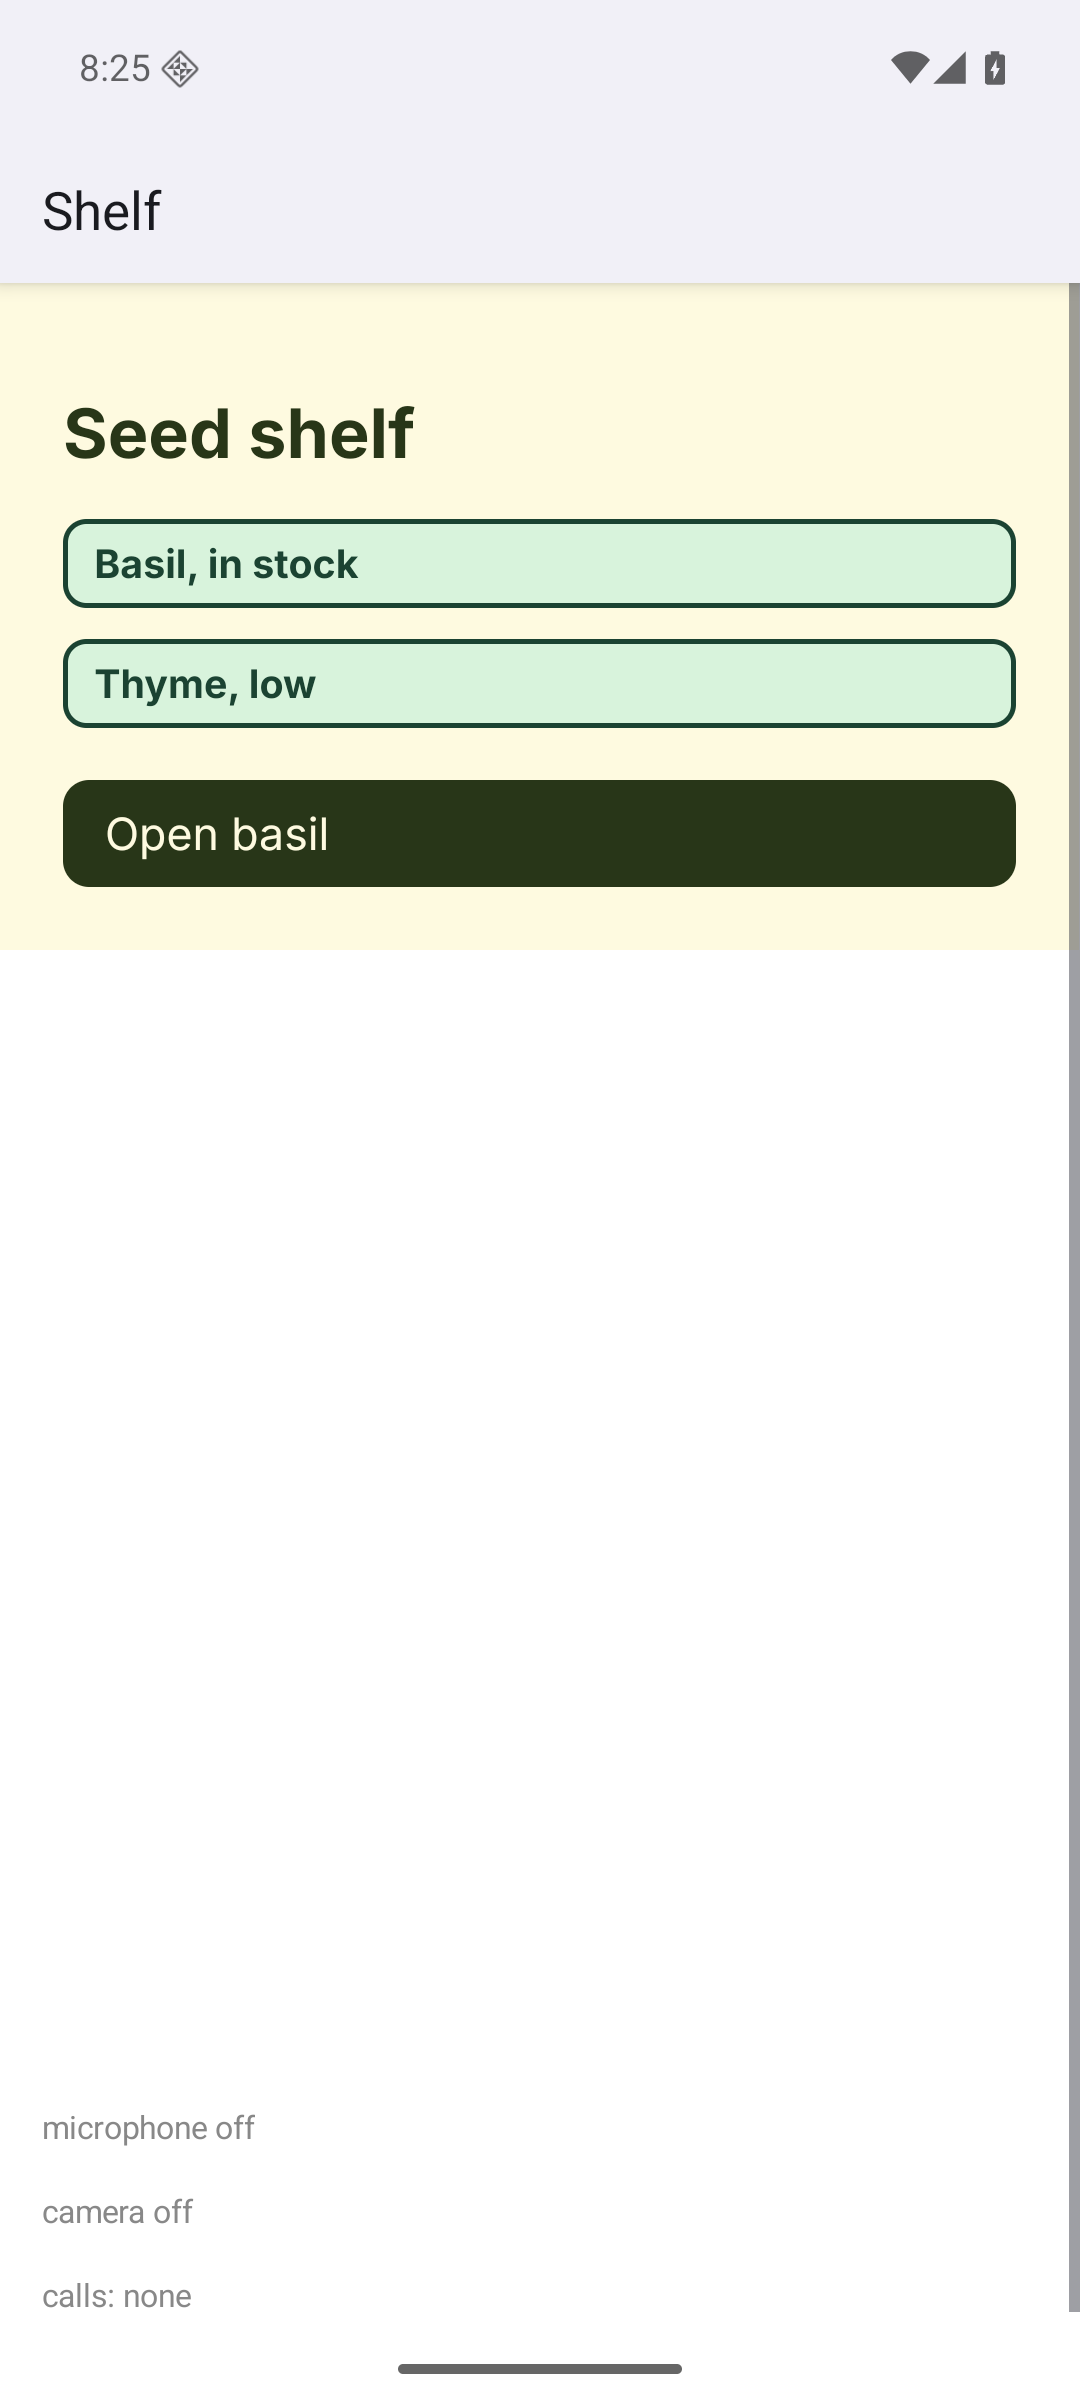 8:25
Shelf
Seed shelf
Basil, in stock
Thyme, low
Open basil
microphone off
camera off
calls: none